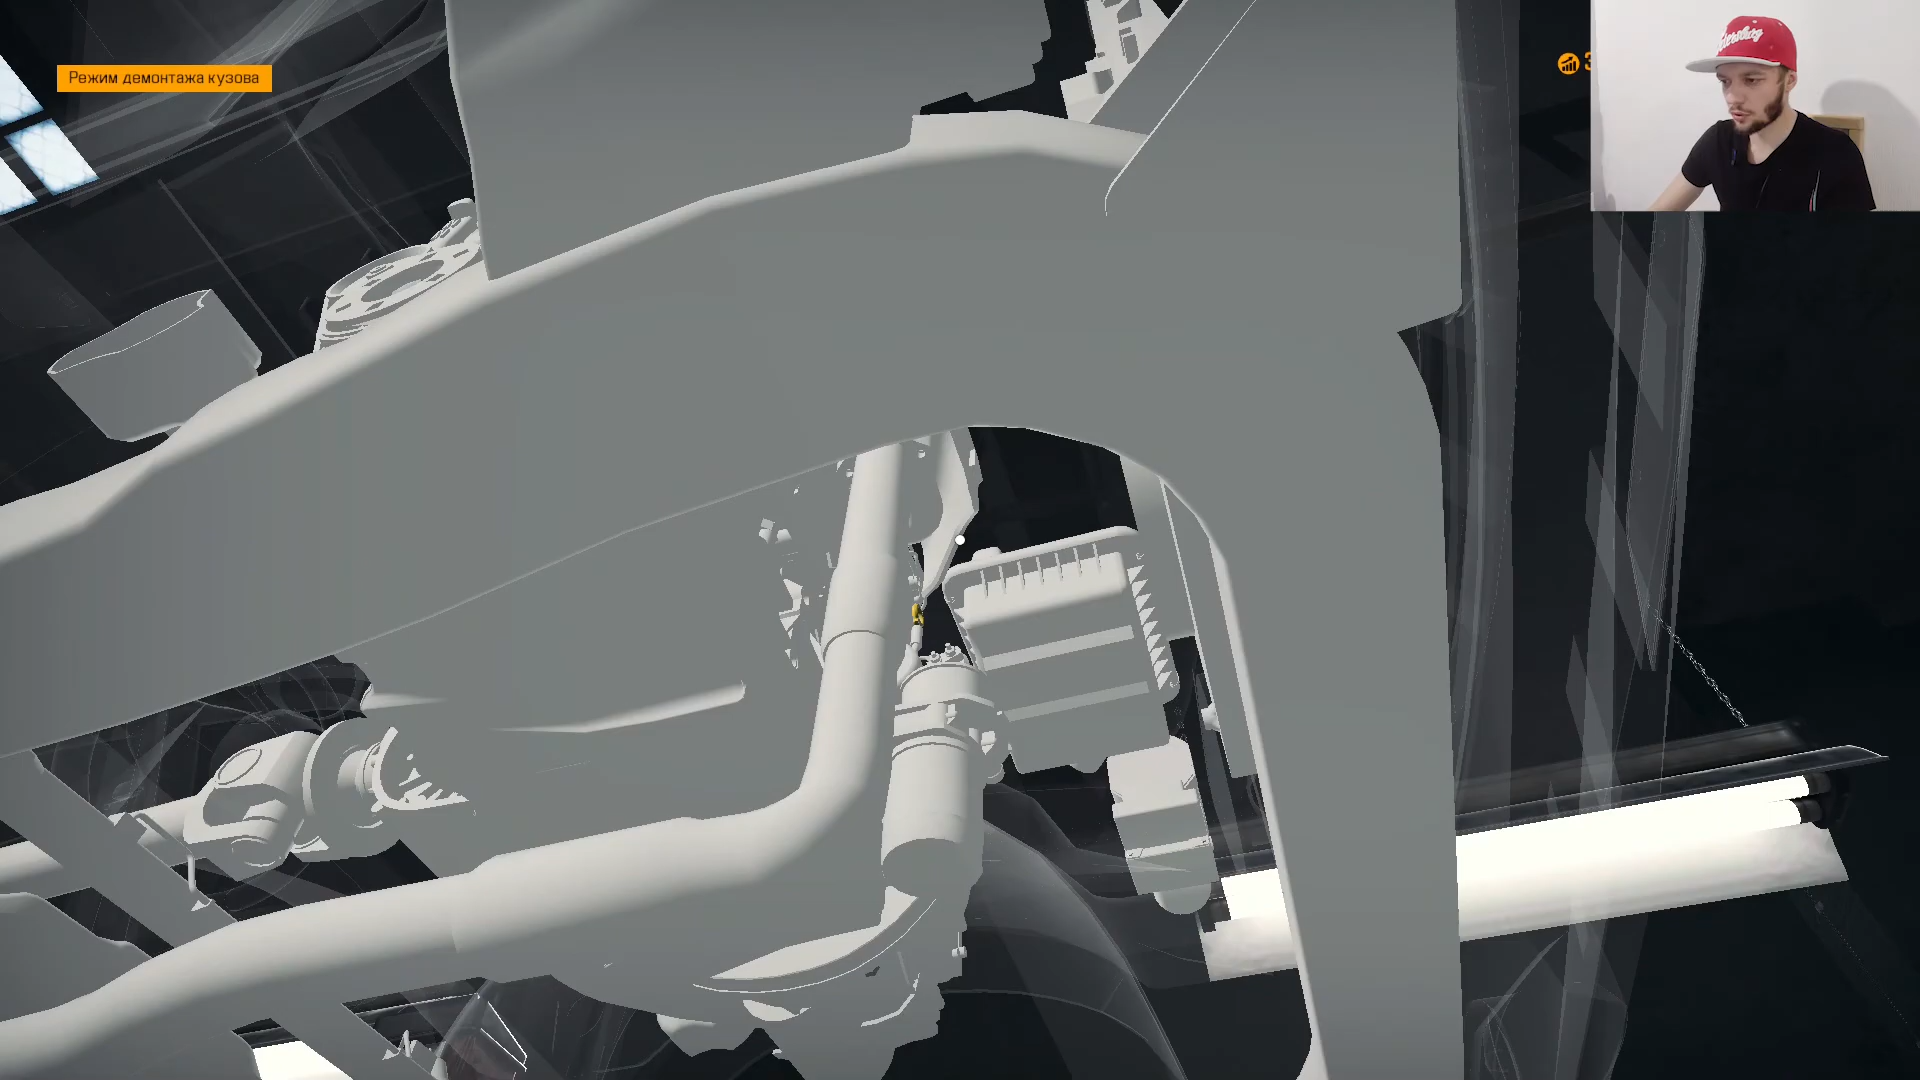 Режим демонтажа кузова